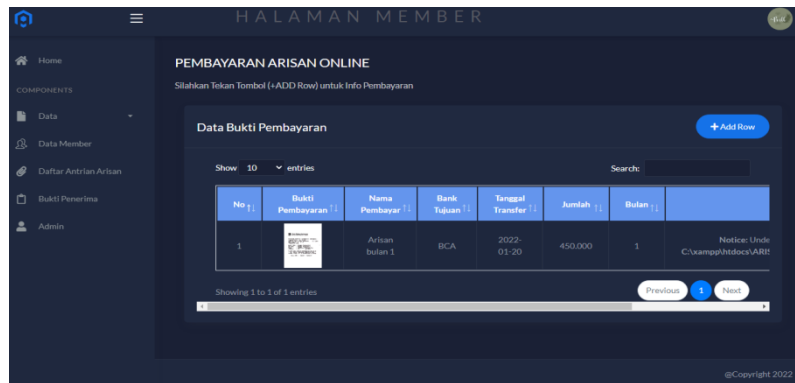 HALAMAN MEMBER
Home
COMPONENTS
Data
Data Member
Daftar Antrian Arisan
Bukti Penerima
Admin
PEMBAYARAN ARISAN ONLINE
Silahkan Tekan Tombol (+ADD Row) untuk Info Pembayaran
Data Bukti Pembayaran
+ Add Row
Show 10 entries
Search:
No
Bukti Pembayaran
Nama Pembayar
Bank Tujuan
Tanggal Transfer
Jumlah
Bulan
1
Arisan bulan 1
BCA
2022-01-20
450.000
1
Notice: Unde
C:\xampp\htdocs\ARIS
Showing 1 to 1 of 1 entries
Previous 1 Next
@Copyright 2022